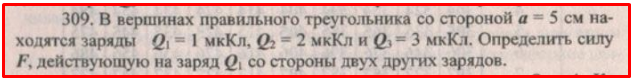 309. В вершинах правильного треугольника со стороной a = 5 см на-
ходятся заряды Q₁ = 1 мкКл, Q₂ = 2 мкКл и Q₃ = 3 мкКл. Определить силу
F, действующую на заряд Q₁ со стороны двух других зарядов.